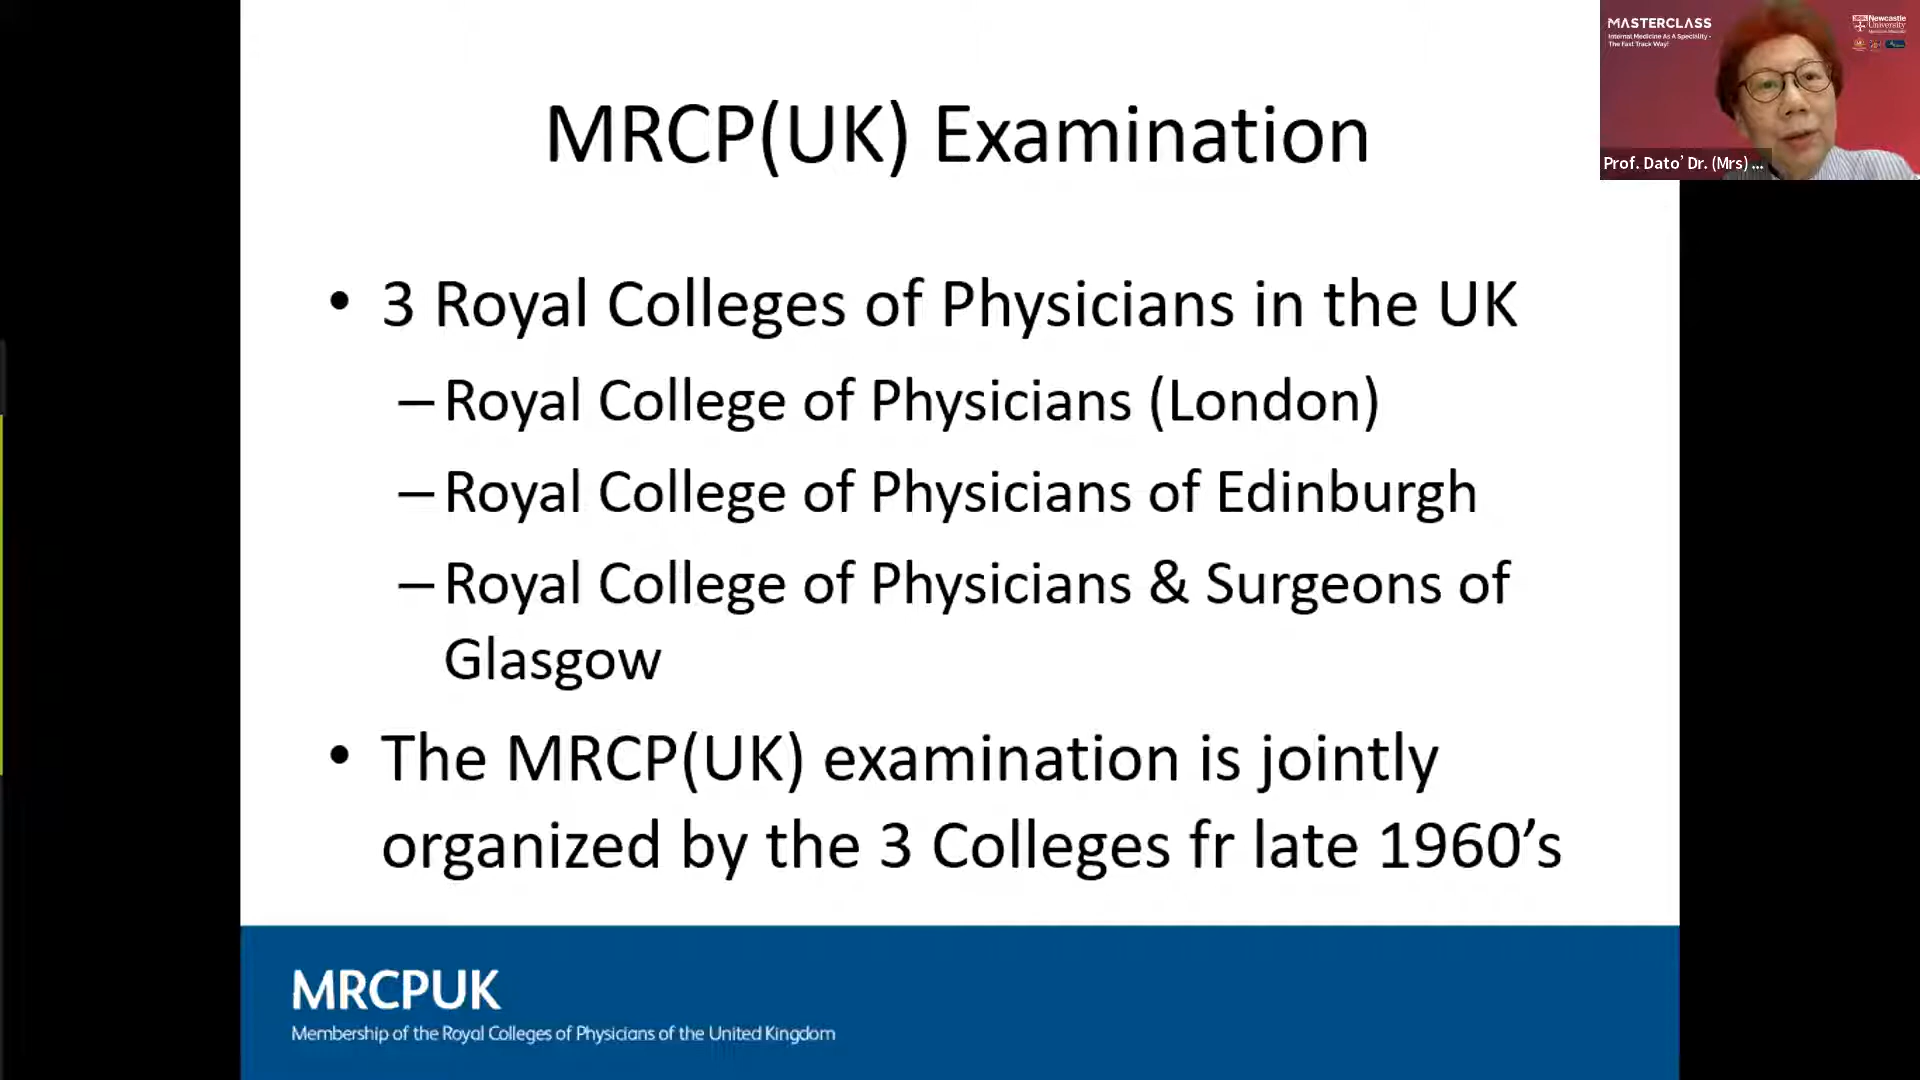 MRCP(UK) Examination
• 3 Royal Colleges of Physicians in the UK
– Royal College of Physicians (London)
– Royal College of Physicians of Edinburgh
– Royal College of Physicians & Surgeons of
Glasgow
• The MRCP(UK) examination is jointly
organized by the 3 Colleges fr late 1960’s
MRCPUK
Membership of the Royal Colleges of Physicians of the United Kingdom
MASTERCLASS
Internal Medicine As A Speciality -
The Fast Track Way!
Newcastle
University
Prof. Dato’ Dr. (Mrs) ...